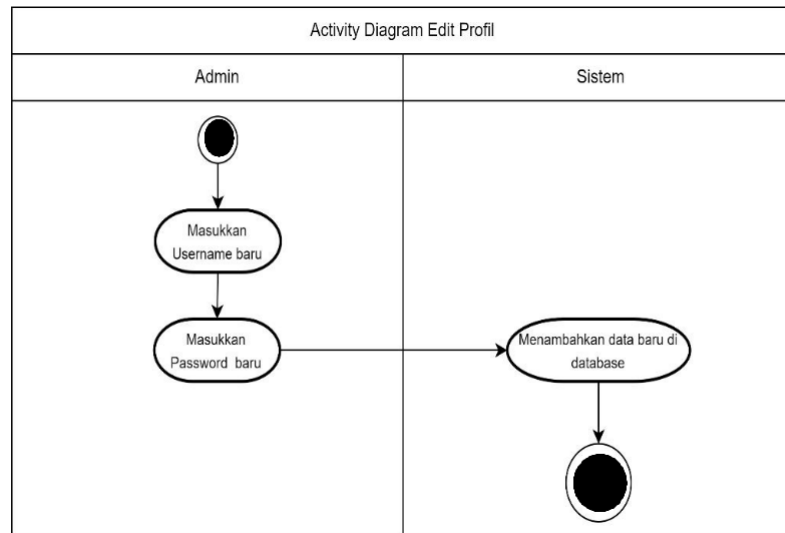 Activity Diagram Edit Profil
Admin
Sistem
Masukkan
Username baru
Masukkan
Password baru
Menambahkan data baru di
database